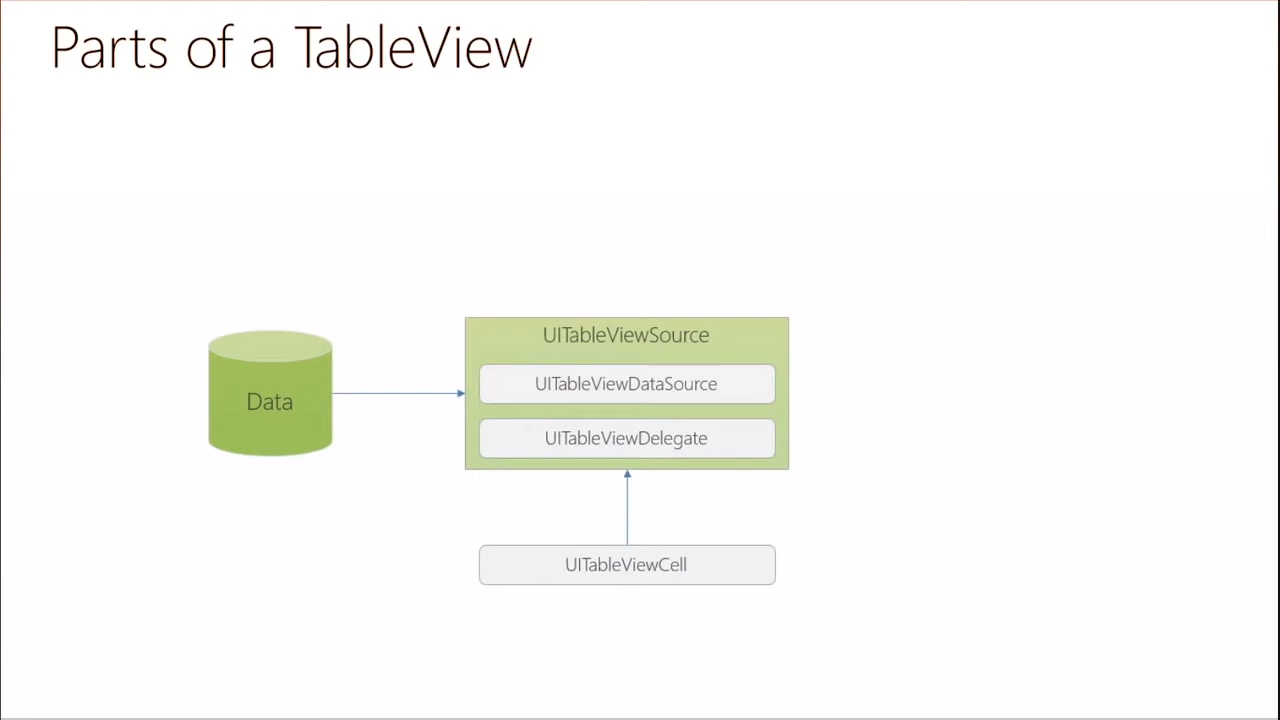 Parts of a TableView
Data
UITableViewSource
UITableViewDataSource
UITableViewDelegate
UITableViewCell